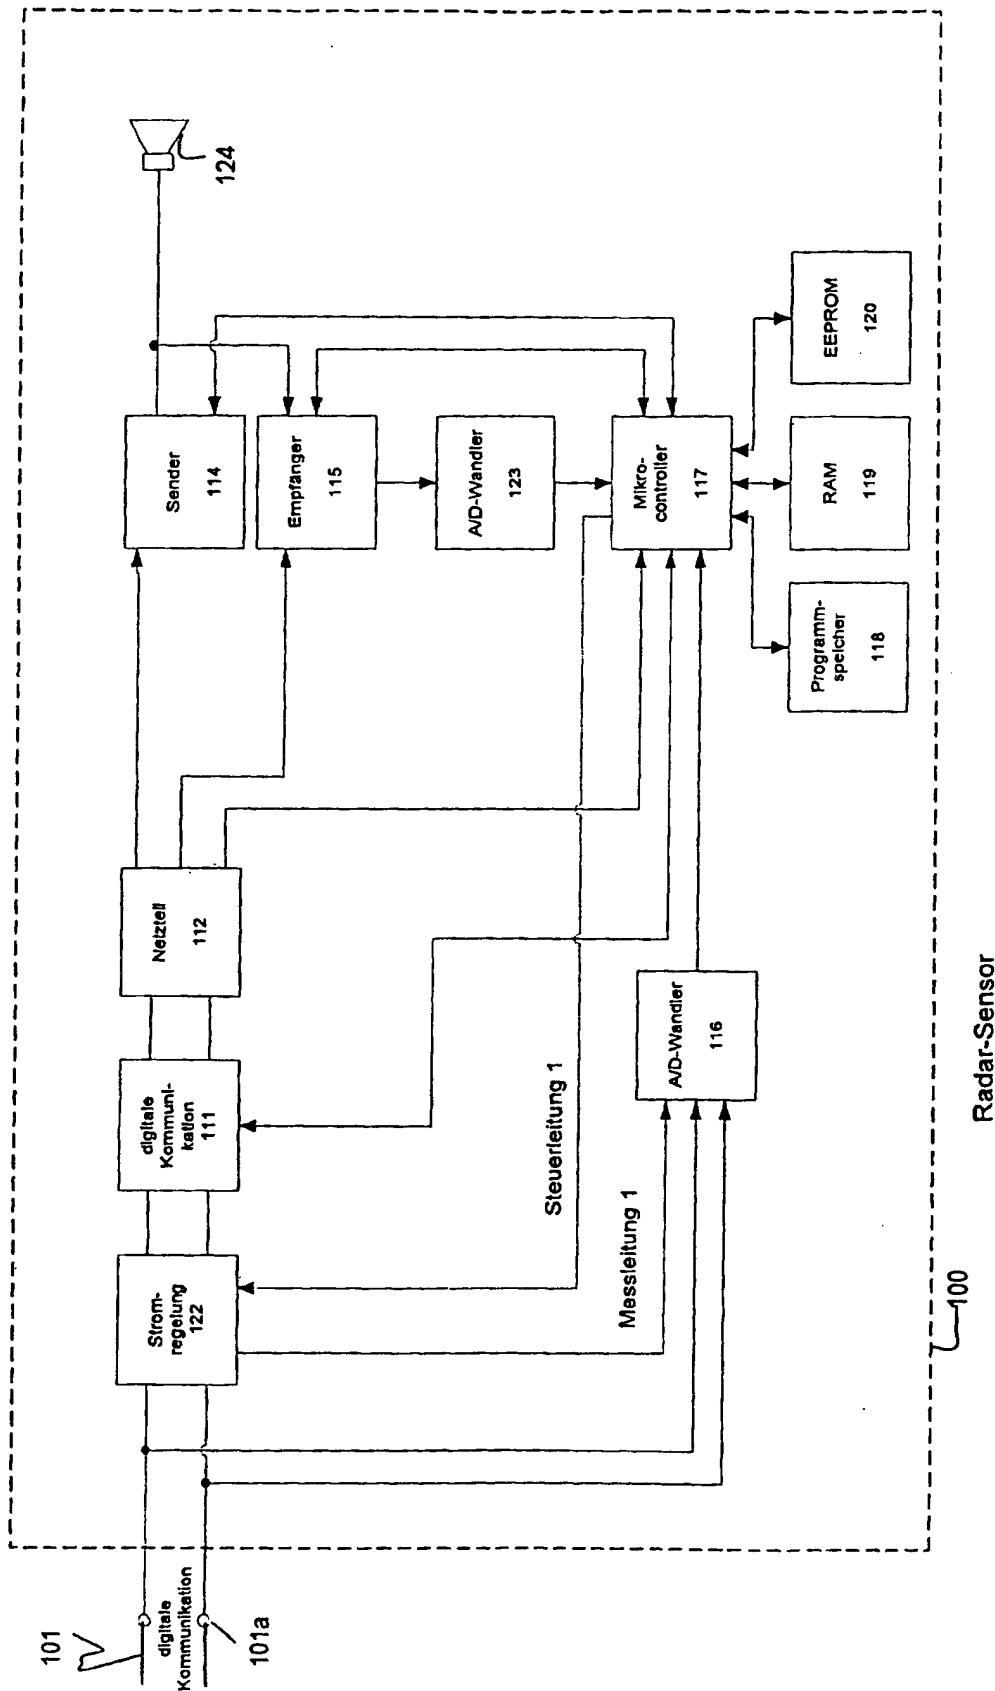 101
digitale
Kommunikation
101a
Strom-
regelung
122
digitale
Kommuni-
kation
111
Netzteil
112
Sender
114
124
Empfänger
115
A/D-Wandler
123
Mikro-
controller
117
Steuerleitung 1
Messleitung 1
A/D-Wandler
116
Programm-
speicher
118
RAM
119
EEPROM
120
100
Radar-Sensor